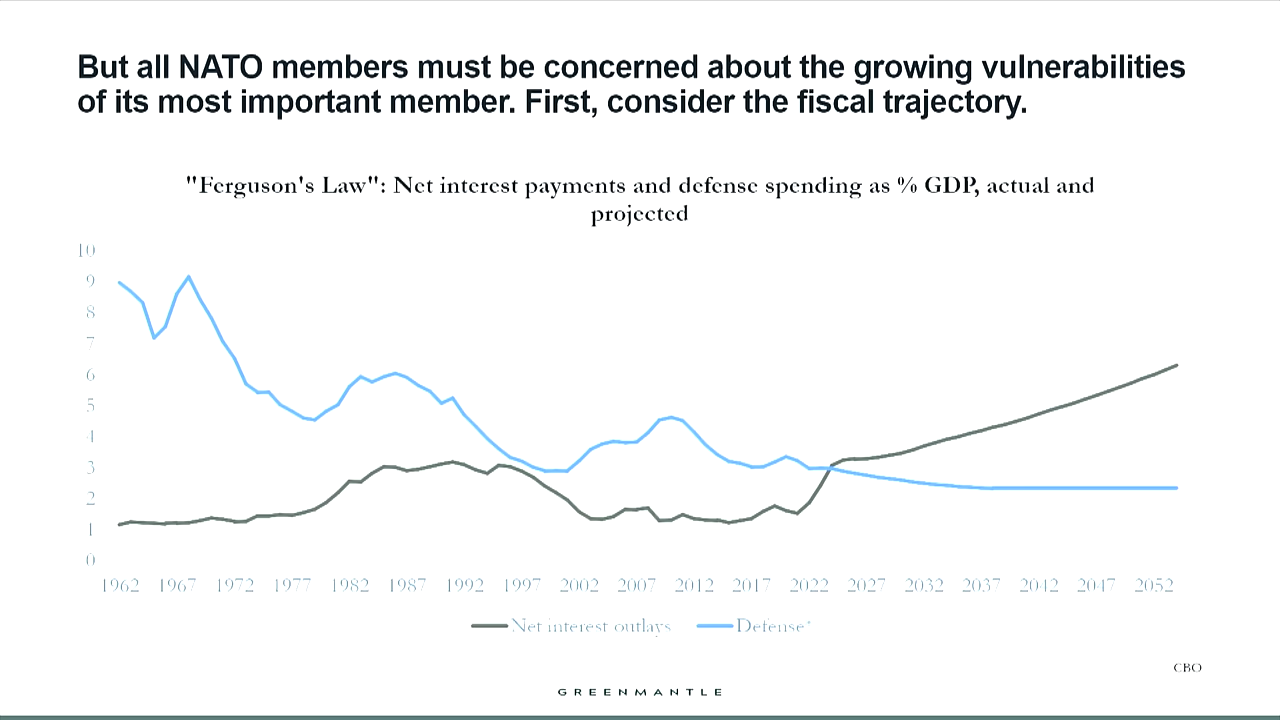 But all NATO members must be concerned about the growing vulnerabilities
of its most important member. First, consider the fiscal trajectory.
"Ferguson's Law": Net interest payments and defense spending as % GDP, actual and
projected
10
9
8
7
6
5
4
3
2
1
0
1962 1967 1972 1977 1982 1987 1992 1997 2002 2007 2012 2017 2022 2027 2032 2037 2042 2047 2052
Net interest outlays Defense*
CBO
GREENMANTLE